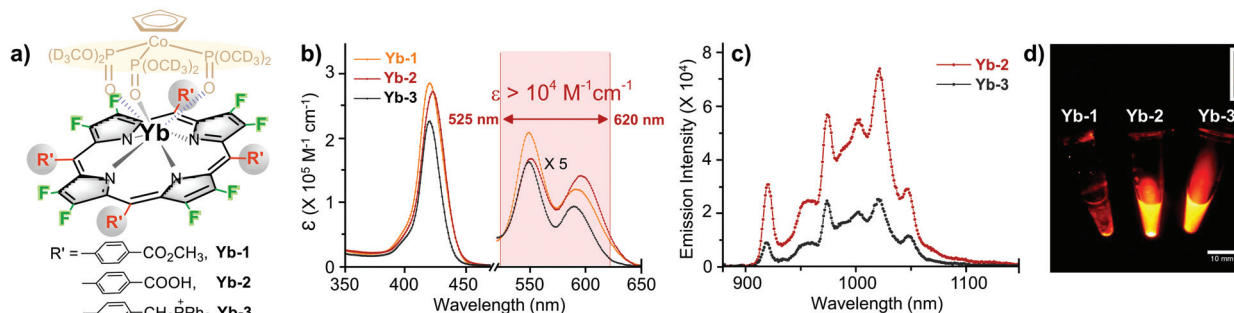 a)
Co
(D₃CO)₂P
P(OCD₃)₂
P
(OCD₃)₂
O
O
O
R'
F
F
F
F
Yb
N
N
N
N
R'
R'
F
F
F
F
R'
R' =
CO₂CH₃, Yb-1
COOH, Yb-2
b)
Yb-1
Yb-2
Yb-3
ε > 10⁴ M⁻¹cm⁻¹
525 nm
620 nm
X 5
ε (X 10⁵ M⁻¹ cm⁻¹)
3
2
1
0
350
400
450
550
600
650
Wavelength (nm)
c)
Yb-2
Yb-3
Emission Intensity (X 10⁴)
8
6
4
2
0
900
1000
1100
Wavelength (nm)
d)
Yb-1
Yb-2
Yb-3
10 mm